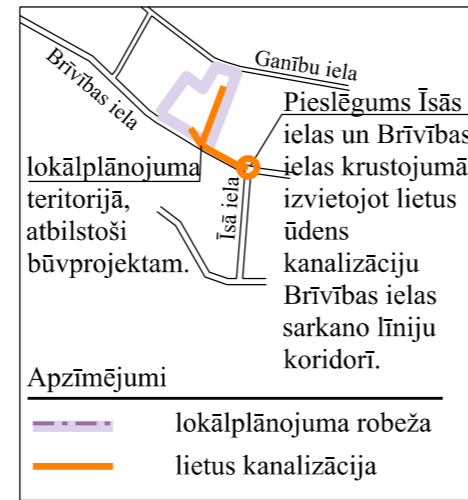 Ganību iela
Brīvības iela
Pieslēgums Īsās
ielas un Brīvības
ielas krustojumā
izvietojot lietus
ūdens
kanalizāciju
Brīvības ielas
sarkano līniju
koridorī.
lokālplānojuma
teritorijā,
atbilstoši
būvprojektam.
Īsā iela
Apzīmējumi
lokālplānojuma robeža
lietus kanalizācija